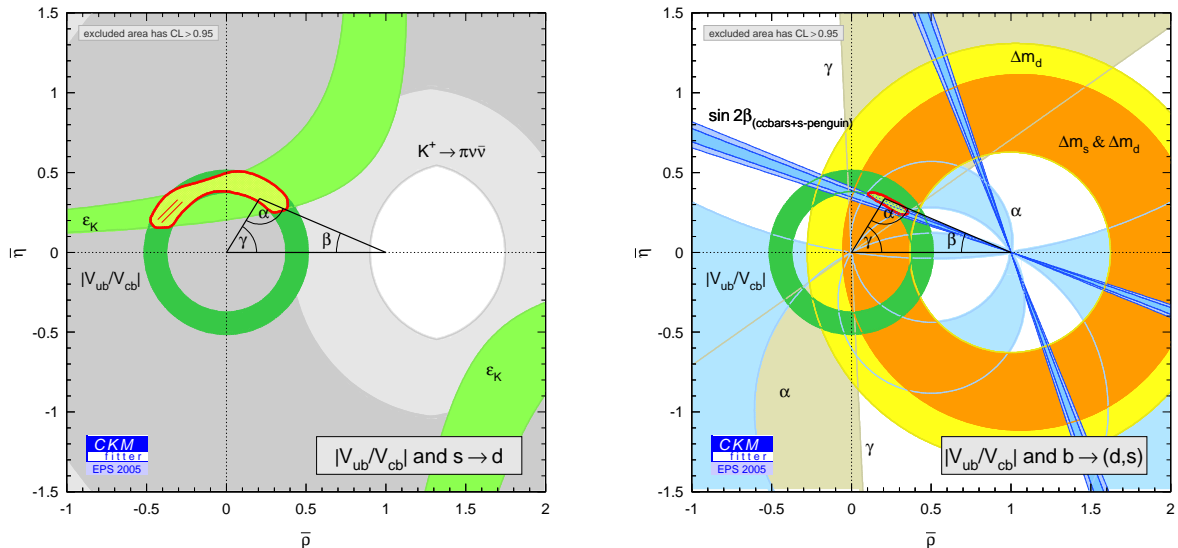 excluded area has CL > 0.95
K⁺ → πνν̄
ε_K
α
γ
β
|V_ub/V_cb|
ε_K
CKM
fitter
EPS 2005
|V_ub/V_cb| and s → d
1.5
1
0.5
0
-0.5
-1
-1.5
-1
-0.5
0
0.5
1
1.5
2
η̄
ρ̄
excluded area has CL > 0.95
γ
Δm_d
sin 2β_(ccbars+s-penguin)
Δm_s & Δm_d
α
α
γ
β
|V_ub/V_cb|
α
γ
CKM
fitter
EPS 2005
|V_ub/V_cb| and b → (d,s)
1.5
1
0.5
0
-0.5
-1
-1.5
-1
-0.5
0
0.5
1
1.5
2
η̄
ρ̄